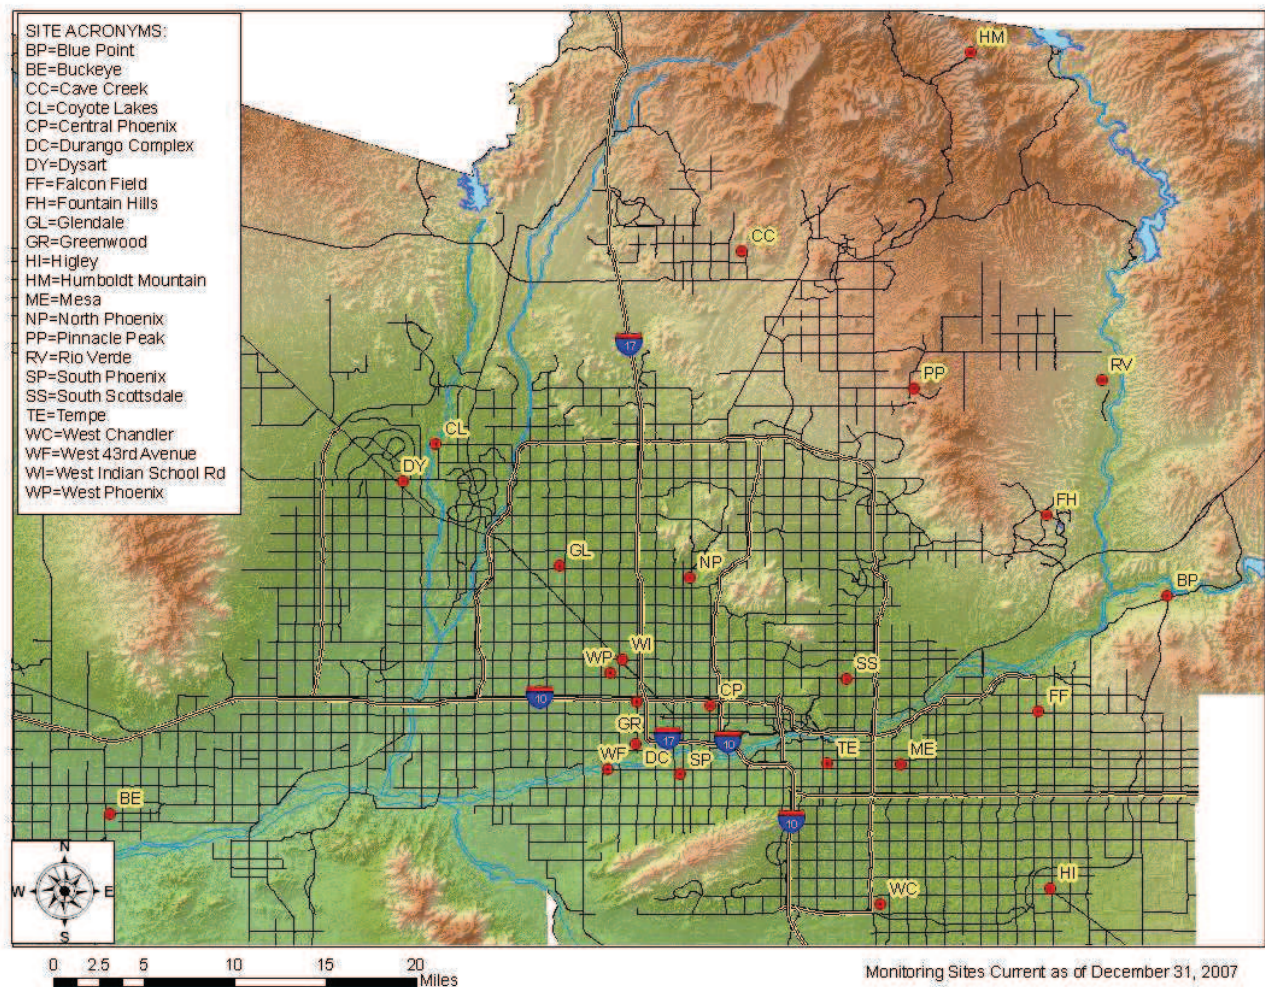 SITE ACRONYMS:
BP=Blue Point
BE=Buckeye
CC=Cave Creek
CL=Coyote Lakes
CP=Central Phoenix
DC=Durango Complex
DY=Dysart
FF=Falcon Field
FH=Fountain Hills
GL=Glendale
GR=Greenwood
HI=Higley
HM=Humboldt Mountain
ME=Mesa
NP=North Phoenix
PP=Pinnacle Peak
RV=Rio Verde
SP=South Phoenix
SS=South Scottsdale
TE=Tempe
WC=West Chandler
WF=West 43rd Avenue
WI=West Indian School Rd
WP=West Phoenix
HM
CC
17
PP
RV
CL
DY
FH
GL
NP
BP
WI
WP
SS
10
CP
FF
GR
17
10
WF
DC
SP
TE
ME
BE
10
N
W
E
S
WC
HI
0 2.5 5 10 15 20
Miles
Monitoring Sites Current as of December 31, 2007